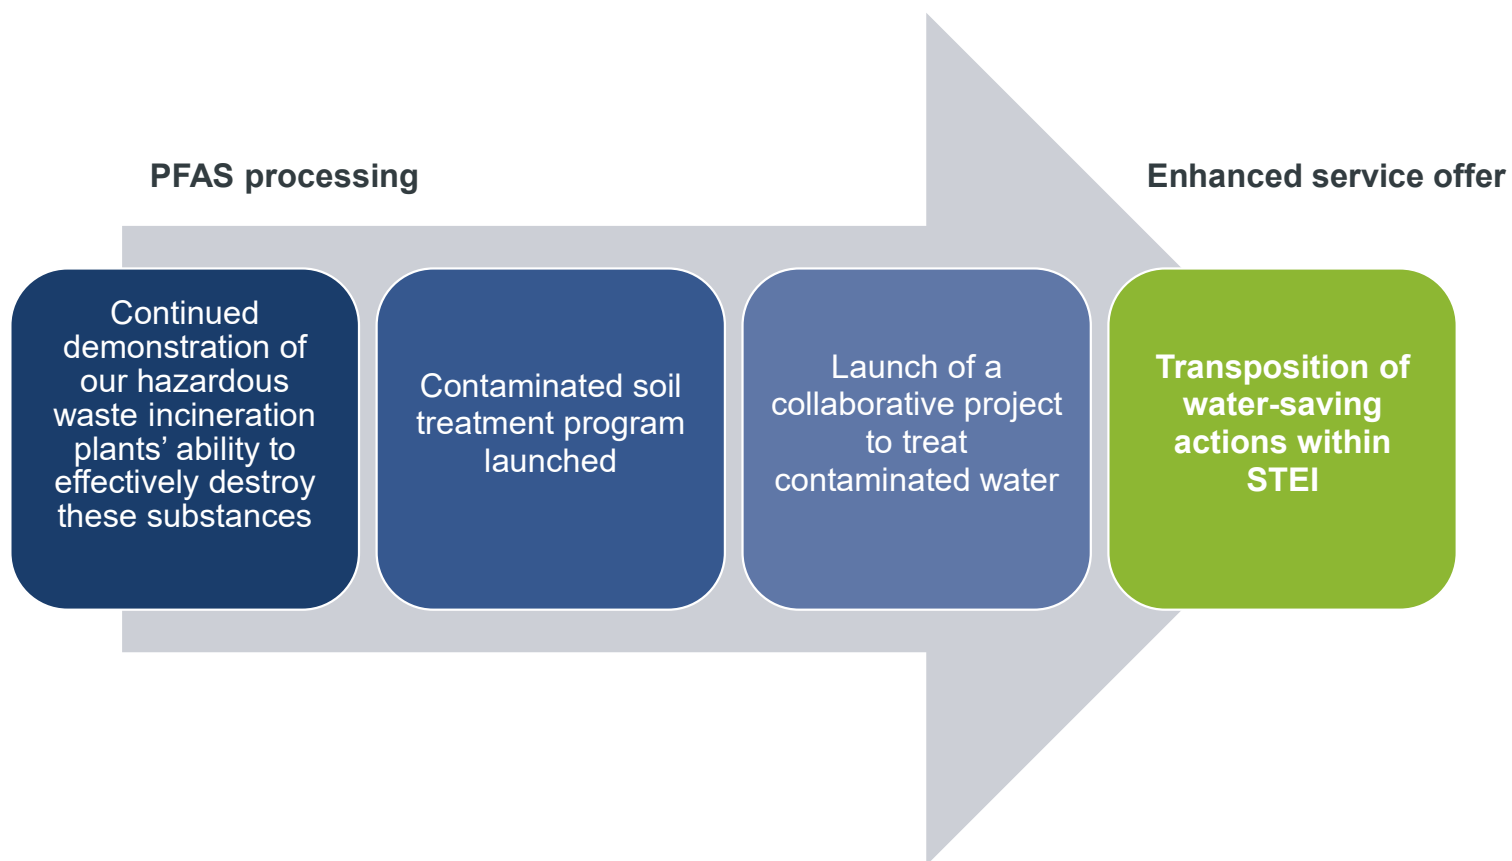 PFAS processing
Enhanced service offer
Continued
demonstration of
our hazardous
waste incineration
plants’ ability to
effectively destroy
these substances
Contaminated soil
treatment program
launched
Launch of a
collaborative project
to treat
contaminated water
Transposition of
water-saving
actions within
STEI